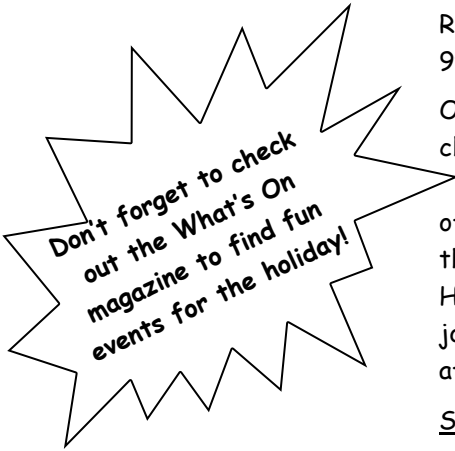 Don't forget to check
out the What's On
magazine to find fun
events for the holiday!